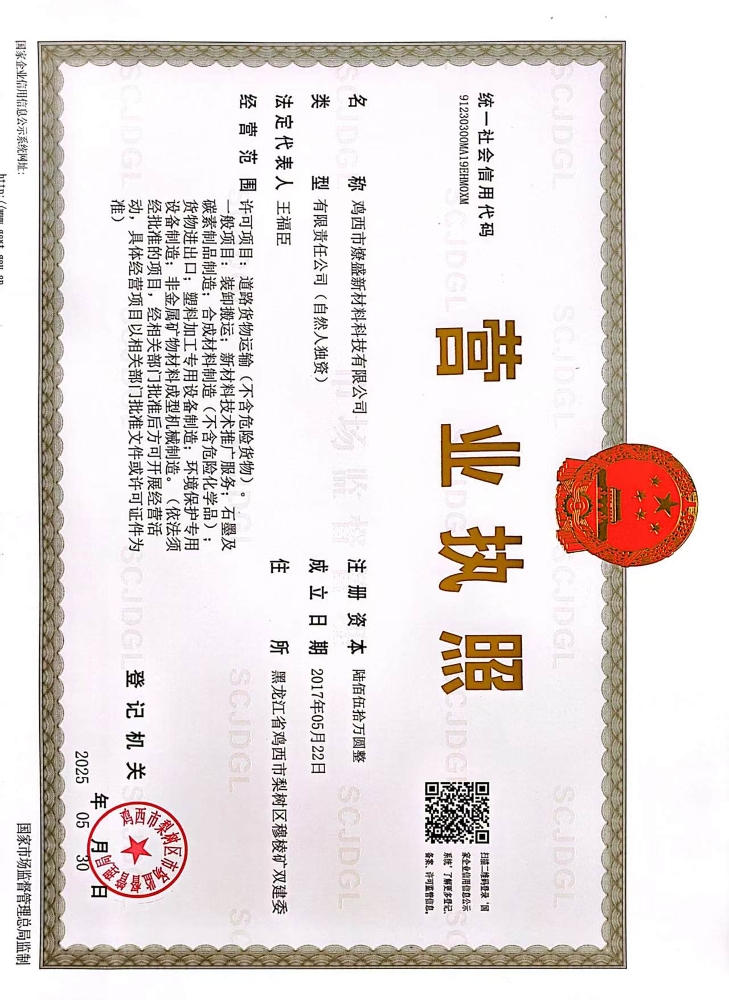 营业执照
统一社会信用代码
91230300MA19EHM0XM
扫描二维码登录‘国
家企业信用信息公示
系统’了解更多登记、
备案、许可监管信息。
名称 鸡西市燎盛新材料科技有限公司
类型 有限责任公司（自然人独资）
法定代表人 王福臣
经营范围 许可项目：道路货物运输（不含危险货物）。
一般项目：装卸搬运；新材料技术推广服务；石墨及
碳素制品制造；合成材料制造（不含危险化学品）；
货物进出口；塑料加工专用设备制造；环境保护专用
设备制造；非金属矿物材料成型机械制造。（依法须
经批准的项目，经相关部门批准后方可开展经营活
动，具体经营项目以相关部门批准文件或许可证件为
准）
注册资本 陆佰伍拾万圆整
成立日期 2017年05月22日
住所 黑龙江省鸡西市梨树区穆棱矿双建委
登记机关
鸡西市梨树区市场监督管理局
2025年05月30日
国家企业信用信息公示系统网址：
国家市场监督管理总局监制